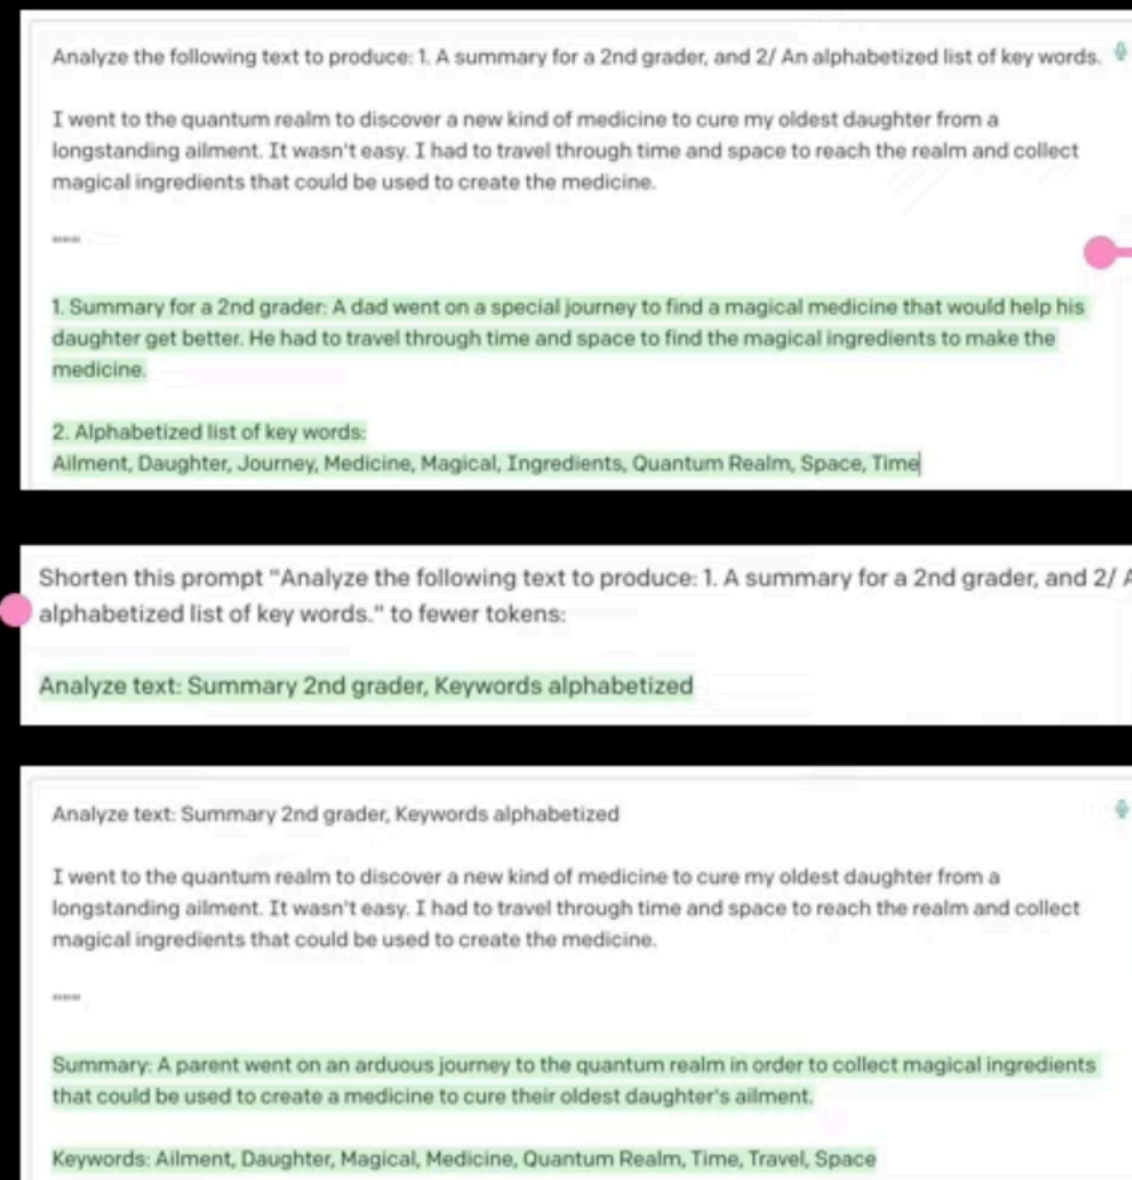 Analyze the following text to produce: 1. A summary for a 2nd grader, and 2/ An alphabetized list of key words.
I went to the quantum realm to discover a new kind of medicine to cure my oldest daughter from a
longstanding ailment. It wasn't easy. I had to travel through time and space to reach the realm and collect
magical ingredients that could be used to create the medicine.
1. Summary for a 2nd grader: A dad went on a special journey to find a magical medicine that would help his
daughter get better. He had to travel through time and space to find the magical ingredients to make the
medicine.
2. Alphabetized list of key words:
Ailment, Daughter, Journey, Medicine, Magical, Ingredients, Quantum Realm, Space, Time
Shorten this prompt "Analyze the following text to produce: 1. A summary for a 2nd grader, and 2/ A
alphabetized list of key words." to fewer tokens:
Analyze text: Summary 2nd grader, Keywords alphabetized
Analyze text: Summary 2nd grader, Keywords alphabetized
I went to the quantum realm to discover a new kind of medicine to cure my oldest daughter from a
longstanding ailment. It wasn't easy. I had to travel through time and space to reach the realm and collect
magical ingredients that could be used to create the medicine.
Summary: A parent went on an arduous journey to the quantum realm in order to collect magical ingredients
that could be used to create a medicine to cure their oldest daughter's ailment.
Keywords: Ailment, Daughter, Magical, Medicine, Quantum Realm, Time, Travel, Space